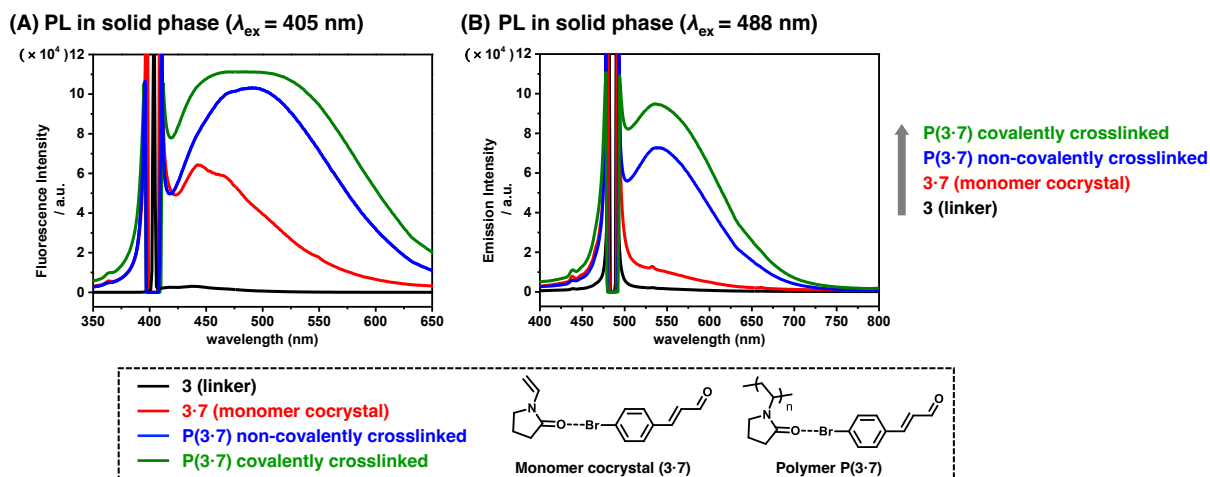 (A) PL in solid phase (λex = 405 nm)
(B) PL in solid phase (λex = 488 nm)
(× 10⁴) 12
10
8
6
4
2
0
Fluorescence Intensity
/ a.u.
350 400 450 500 550 600 650
wavelength (nm)
(× 10⁴) 12
10
8
6
4
2
0
Emission Intensity
/ a.u.
400 450 500 550 600 650 700 750 800
wavelength (nm)
P(3·7) covalently crosslinked
P(3·7) non-covalently crosslinked
3·7 (monomer cocrystal)
3 (linker)
3 (linker)
3·7 (monomer cocrystal)
P(3·7) non-covalently crosslinked
P(3·7) covalently crosslinked
N
O
Br
O
Monomer cocrystal (3·7)
n
N
O
Br
O
Polymer P(3·7)